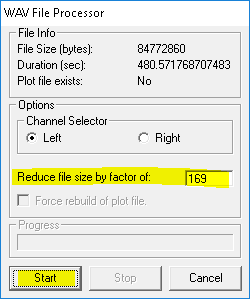 WAV File Processor
File Info
File Size (bytes): 84772860
Duration (sec): 480.571768707483
Plot file exists: No
Options
Channel Selector
Left Right
Reduce file size by factor of: 169
Force rebuild of plot file.
Progress
Start Stop Cancel